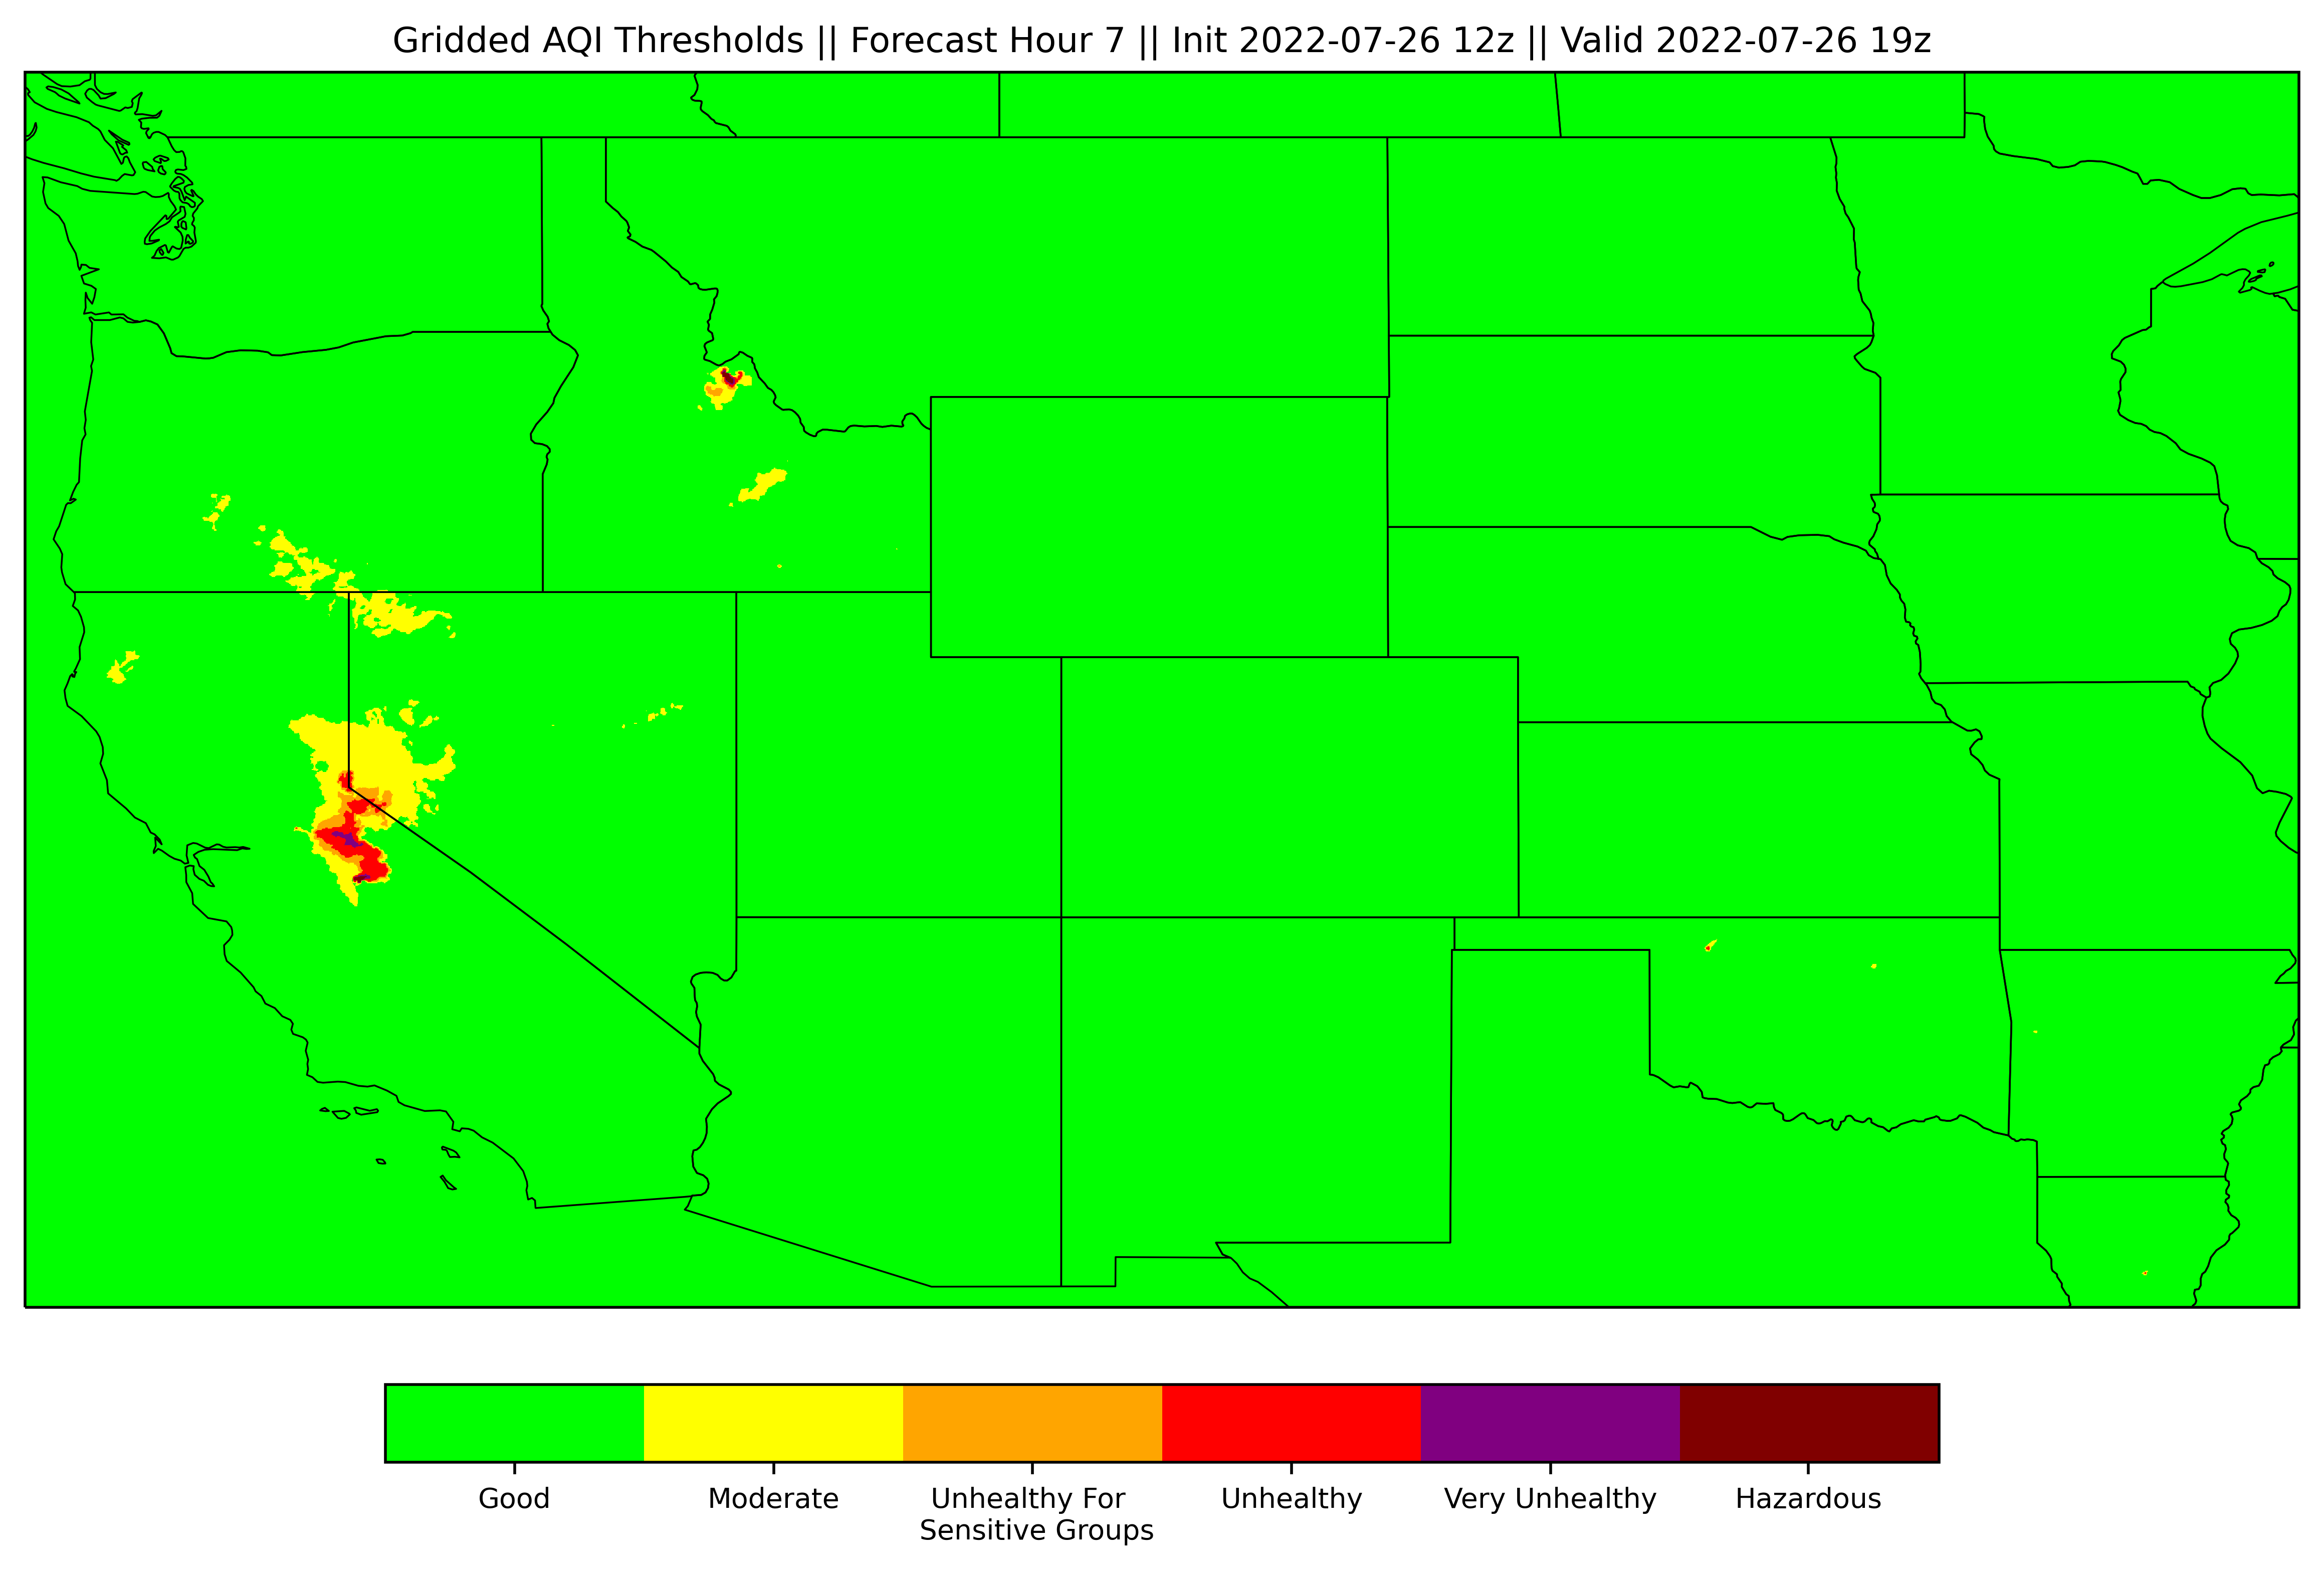 Gridded AQI Thresholds || Forecast Hour 7 || Init 2022-07-26 12z || Valid 2022-07-26 19z
Good
Moderate
Unhealthy For
Sensitive Groups
Unhealthy
Very Unhealthy
Hazardous